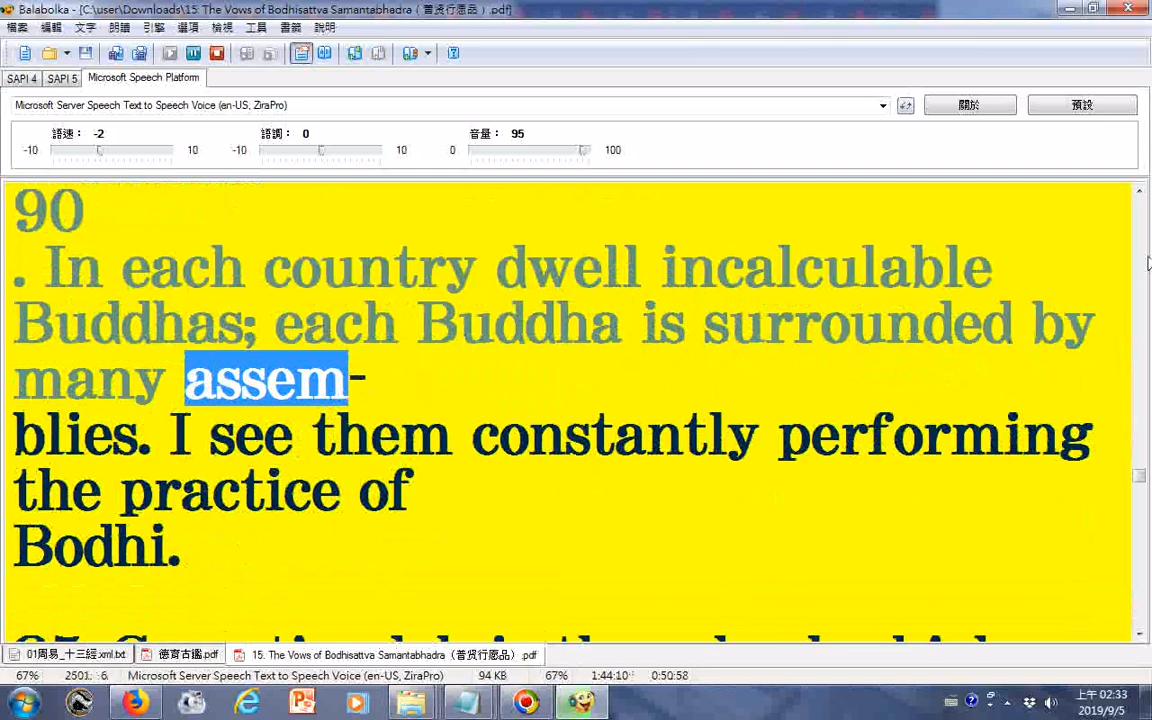 Balabolka - [C:\user\Downloads\15. The Vows of Bodhisattva Samantabhadra (普贤行愿品) .pdf]
檔案 編輯 文字 朗讀 引擎 選項 檢視 工具 書籤 說明
SAPI 4 SAPI 5 Microsoft Speech Platform
Microsoft Server Speech Text to Speech Voice (en-US, ZiraPro) 關於 預設
語速： -2 語調： 0 音量： 95
-10 10 -10 10 0 100
90
. In each country dwell incalculable
Buddhas; each Buddha is surrounded by
many assem-
blies. I see them constantly performing
the practice of
Bodhi.
01周易_十三經.xml.txt 德育古鑑.pdf 15. The Vows of Bodhisattva Samantabhadra (普贤行愿品) .pdf
67% 2501: 6 Microsoft Server Speech Text to Speech Voice (en-US, ZiraPro) 94 KB 67% 1:44:10 0:50:58
上午 02:33
2019/9/5